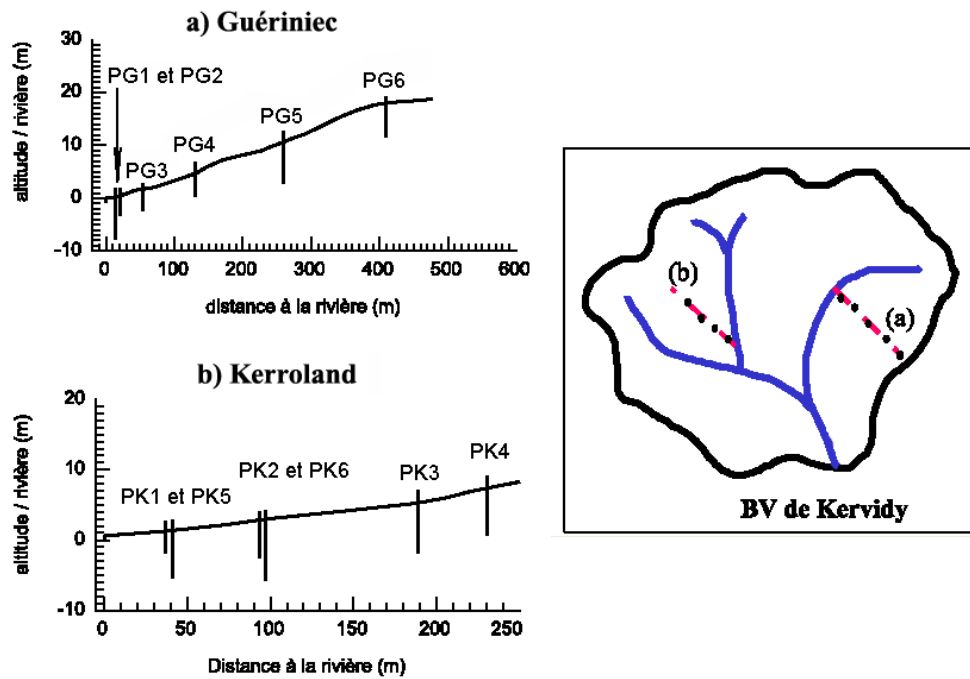 a) Guériniec
altitude / rivière (m)
30
20
10
0
-10
PG1 et PG2
PG3
PG4
PG5
PG6
0 100 200 300 400 500 600
distance à la rivière (m)
b) Kerroland
altitude / rivière (m)
20
10
0
-10
PK1 et PK5
PK2 et PK6
PK3
PK4
0 50 100 150 200 250
Distance à la rivière (m)
(b)
(a)
BV de Kervidy